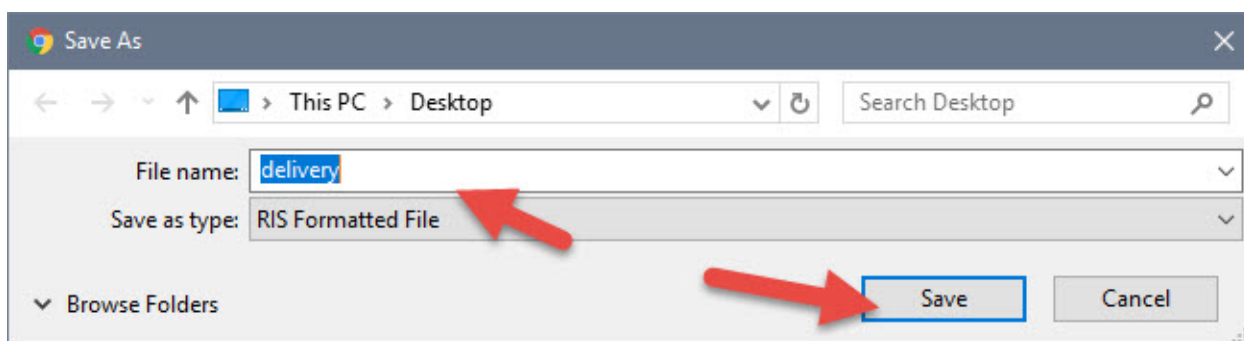 Save As
This PC > Desktop
Search Desktop
File name: delivery
Save as type: RIS Formatted File
Browse Folders
Save
Cancel